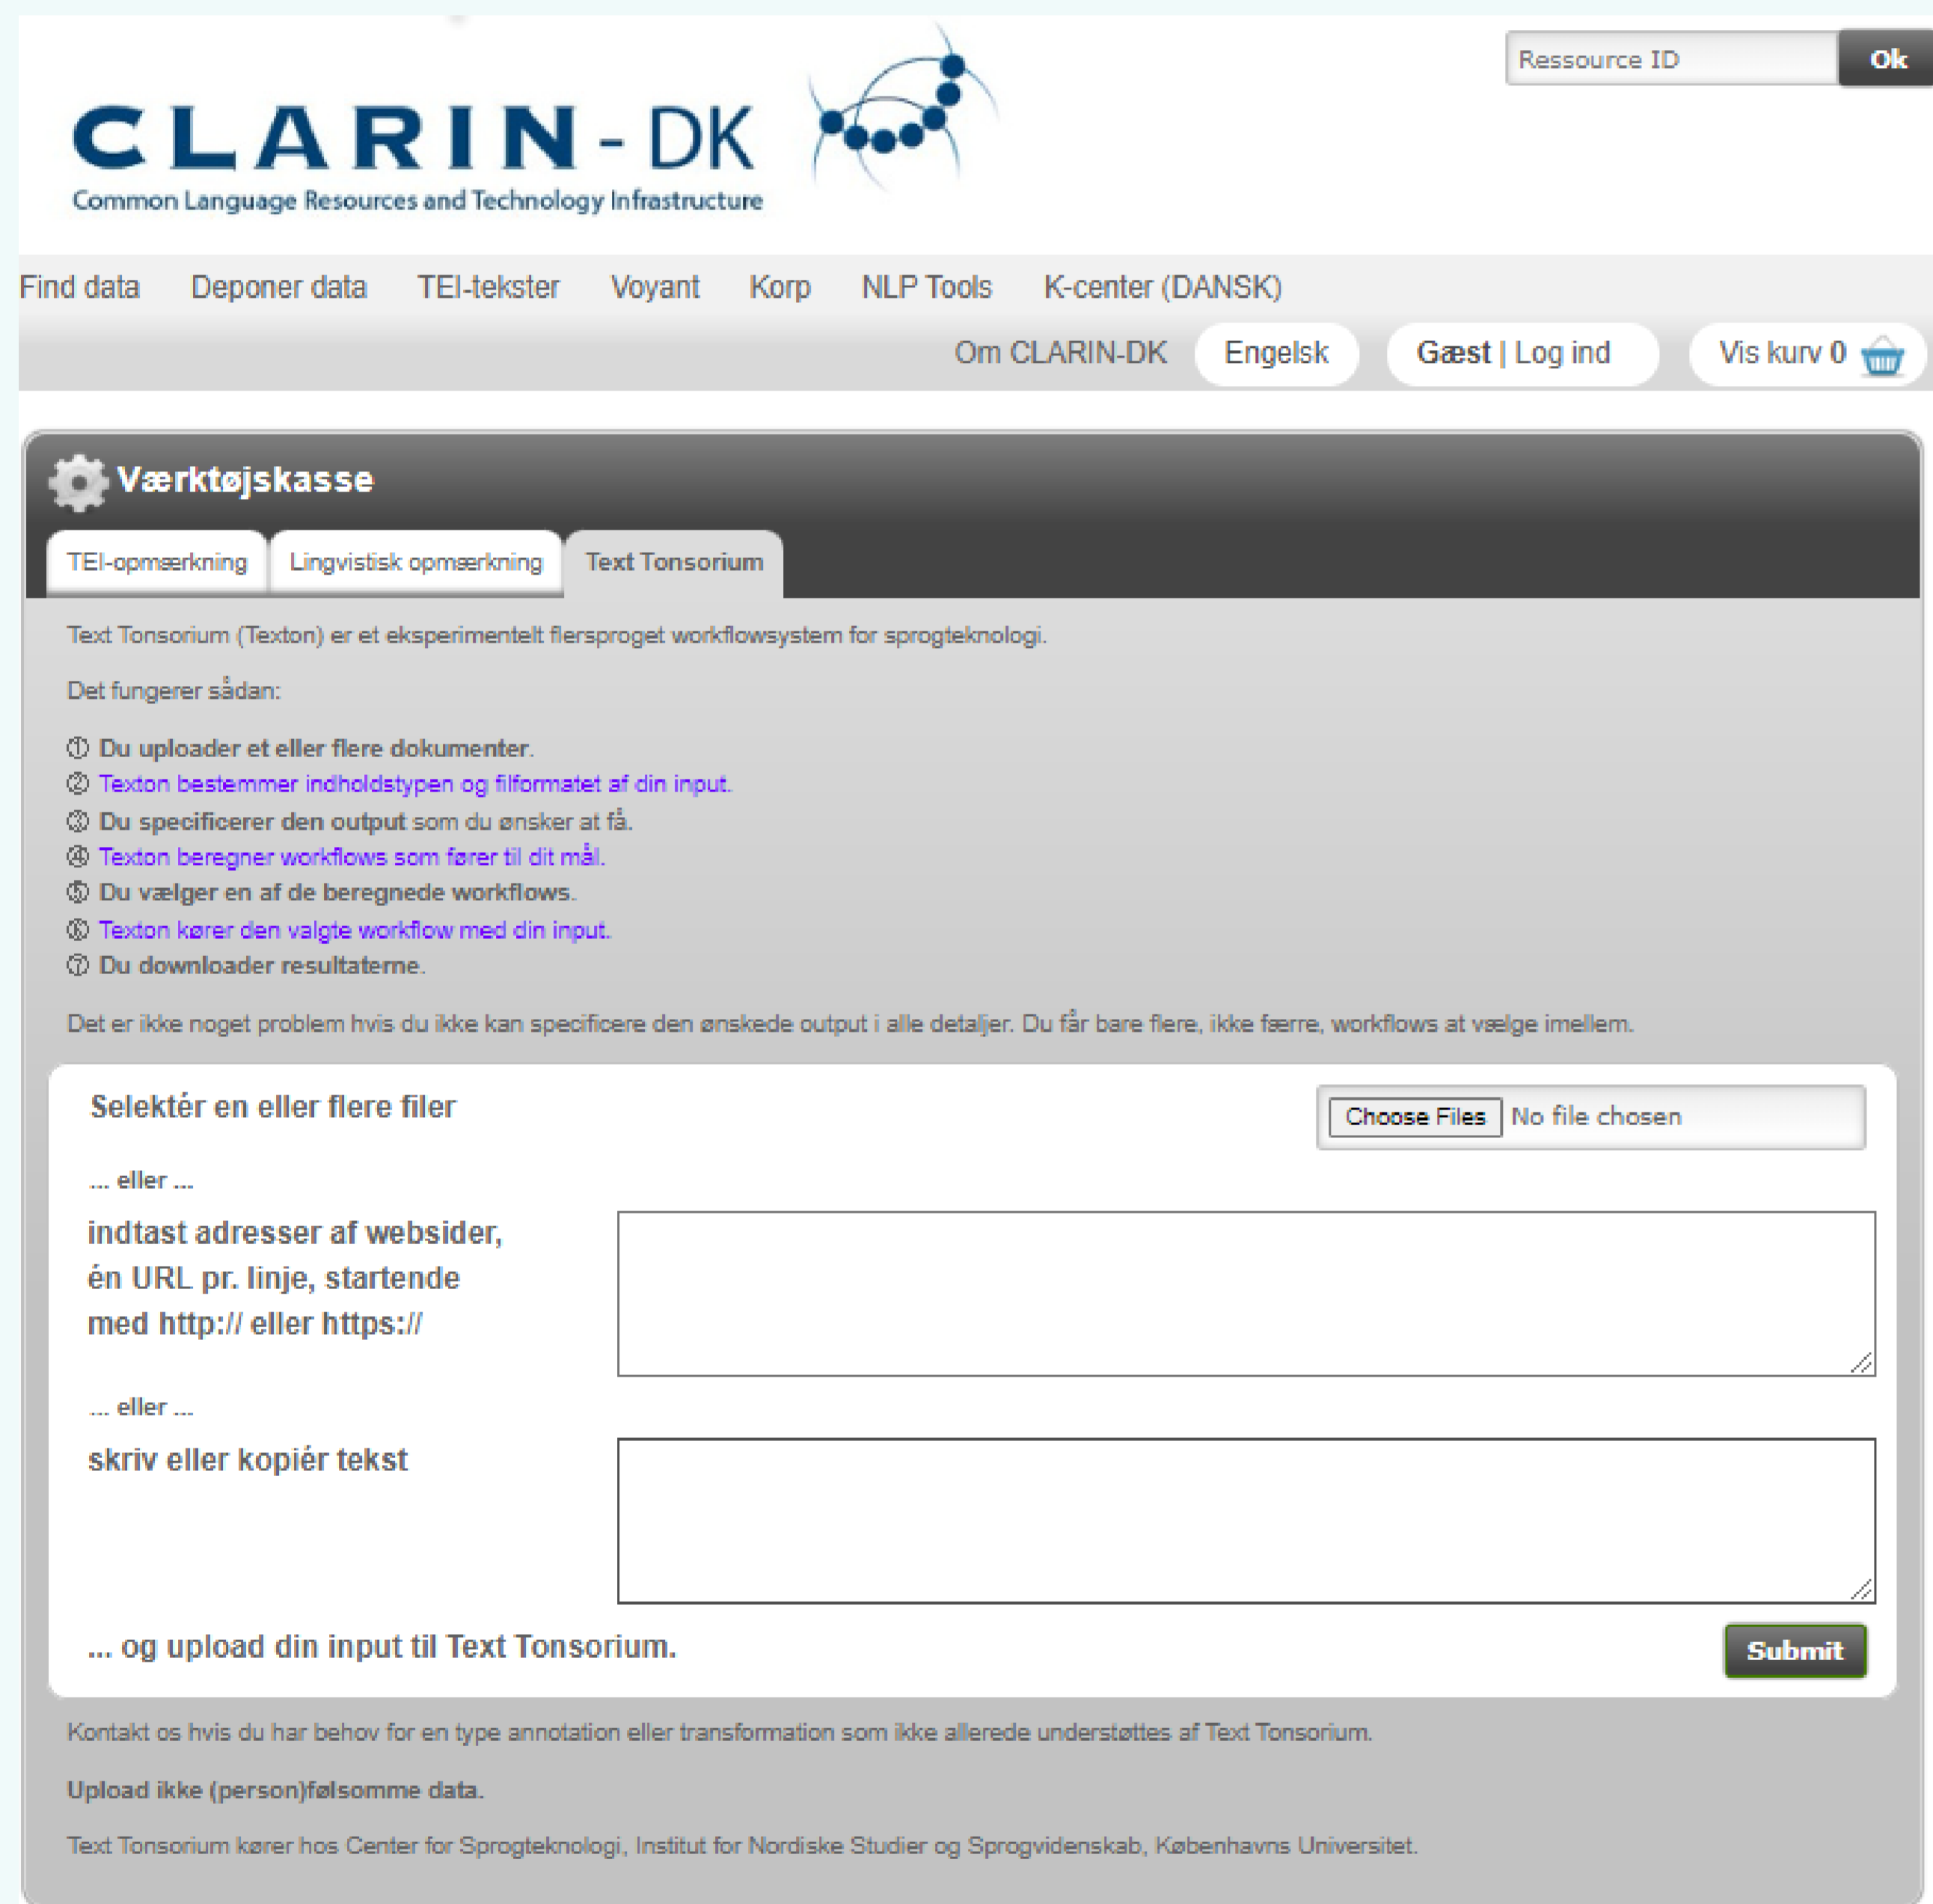 Ressource ID
Ok
CLARIN-DK
Common Language Resources and Technology Infrastructure
Find data
Deponer data
TEI-tekster
Voyant
Korp
NLP Tools
K-center (DANSK)
Om CLARIN-DK
Engelsk
Gæst | Log ind
Vis kurv 0
Værktøjskasse
TEI-opmærkning
Lingvistisk opmærkning
Text Tonsorium
Text Tonsorium (Texton) er et eksperimentelt flersproget workflowsystem for sprogteknologi.
Det fungerer sådan:
① Du uploader et eller flere dokumenter.
② Texton bestemmer indholdstypen og filformatet af din input.
③ Du specificerer den output som du ønsker at få.
④ Texton beregner workflows som fører til dit mål.
⑤ Du vælger en af de beregnede workflows.
⑥ Texton kører den valgte workflow med din input.
⑦ Du downloader resultaterne.
Det er ikke noget problem hvis du ikke kan specificere den ønskede output i alle detaljer. Du får bare flere, ikke færre, workflows at vælge imellem.
Selektér en eller flere filer
Choose Files No file chosen
... eller ...
indtast adresser af websider,
én URL pr. linje, startende
med http:// eller https://
... eller ...
skriv eller kopiér tekst
... og upload din input til Text Tonsorium.
Submit
Kontakt os hvis du har behov for en type annotation eller transformation som ikke allerede understøttes af Text Tonsorium.
Upload ikke (person)følsomme data.
Text Tonsorium kører hos Center for Sprogteknologi, Institut for Nordiske Studier og Sprogvidenskab, Københavns Universitet.